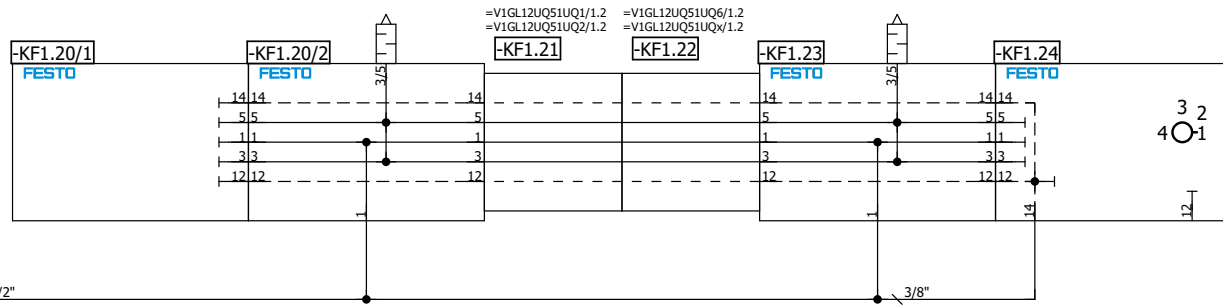 =V1GL12UQ51UQ1/1.2 =V1GL12UQ51UQ6/1.2
=V1GL12UQ51UQ2/1.2 =V1GL12UQ51UQx/1.2
-KF1.20/1 -KF1.20/2 -KF1.21 -KF1.22 -KF1.23 -KF1.24
FESTO FESTO FESTO FESTO
3/5 3/5
14 14 14 14 14 14
5 5 5 5 5 5
1 1 1 1 1 1
3 3 3 3 3 3
12 12 12 12 12 12
3
2
4 1
1 1 14 12
/2" 3/8"